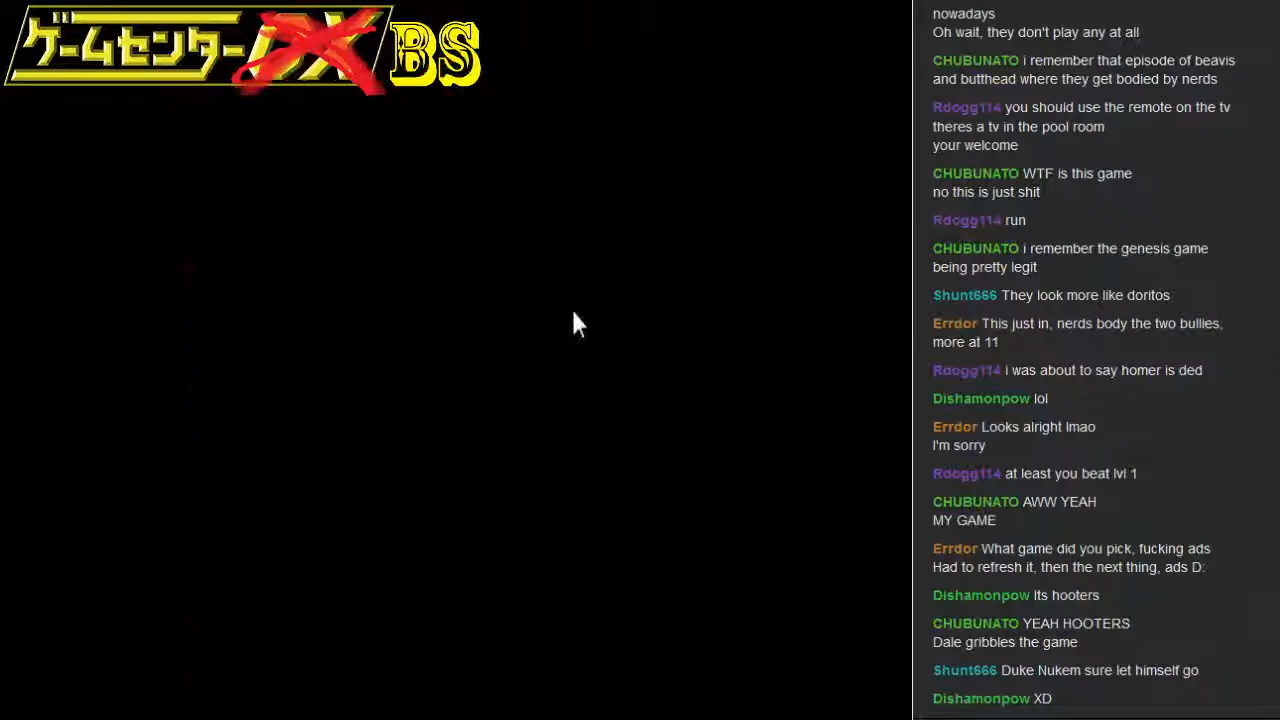 ゲームセンターDX BS
nowadays
Oh wait, they don't play any at all
CHUBUNATO i remember that episode of beavis
and butthead where they get bodied by nerds
Rdogg114 you should use the remote on the tv
theres a tv in the pool room
your welcome
CHUBUNATO WTF is this game
no this is just shit
Rdogg114 run
CHUBUNATO i remember the genesis game
being pretty legit
Shunt666 They look more like doritos
Errdor This just in, nerds body the two bullies,
more at 11
Rdogg114 i was about to say homer is ded
Dishamonpow lol
Errdor Looks alright lmao
I'm sorry
Rdogg114 at least you beat lvl 1
CHUBUNATO AWW YEAH
MY GAME
Errdor What game did you pick, fucking ads
Had to refresh it, then the next thing, ads D:
Dishamonpow Its hooters
CHUBUNATO YEAH HOOTERS
Dale gribbles the game
Shunt666 Duke Nukem sure let himself go
Dishamonpow XD